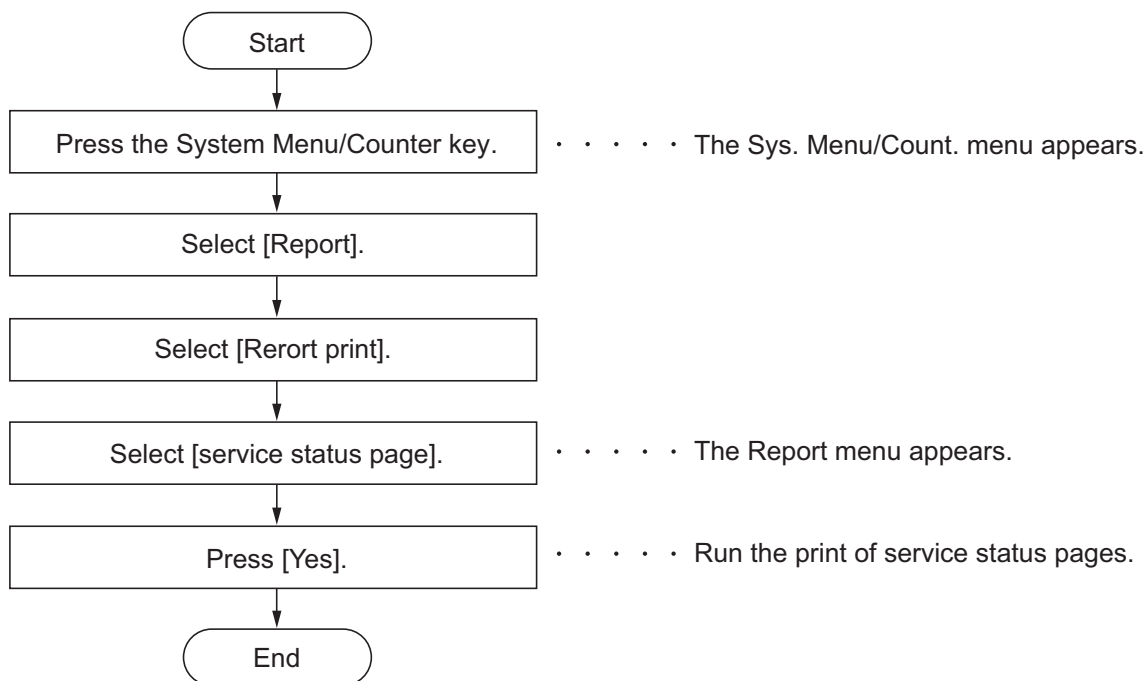 Start
Press the System Menu/Counter key.
· · · · · The Sys. Menu/Count. menu appears.
Select [Report].
Select [Rerort print].
Select [service status page].
· · · · · The Report menu appears.
Press [Yes].
· · · · · Run the print of service status pages.
End